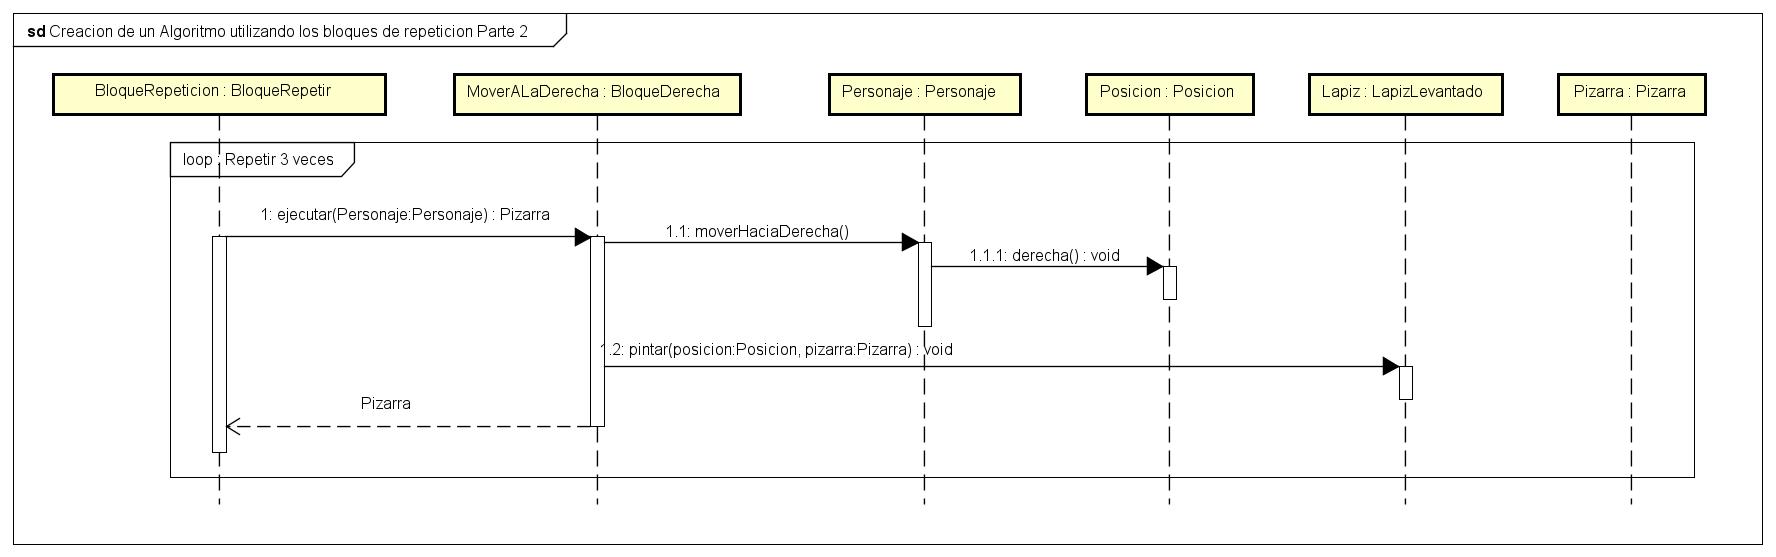 sd Creacion de un Algoritmo utilizando los bloques de repeticion Parte 2
BloqueRepeticion : BloqueRepetir
MoverALaDerecha : BloqueDerecha
Personaje : Personaje
Posicion : Posicion
Lapiz : LapizLevantado
Pizarra : Pizarra
loop : Repetir 3 veces
1: ejecutar(Personaje:Personaje) : Pizarra
1.1: moverHaciaDerecha()
1.1.1: derecha() : void
1.2: pintar(posicion:Posicion, pizarra:Pizarra) : void
Pizarra